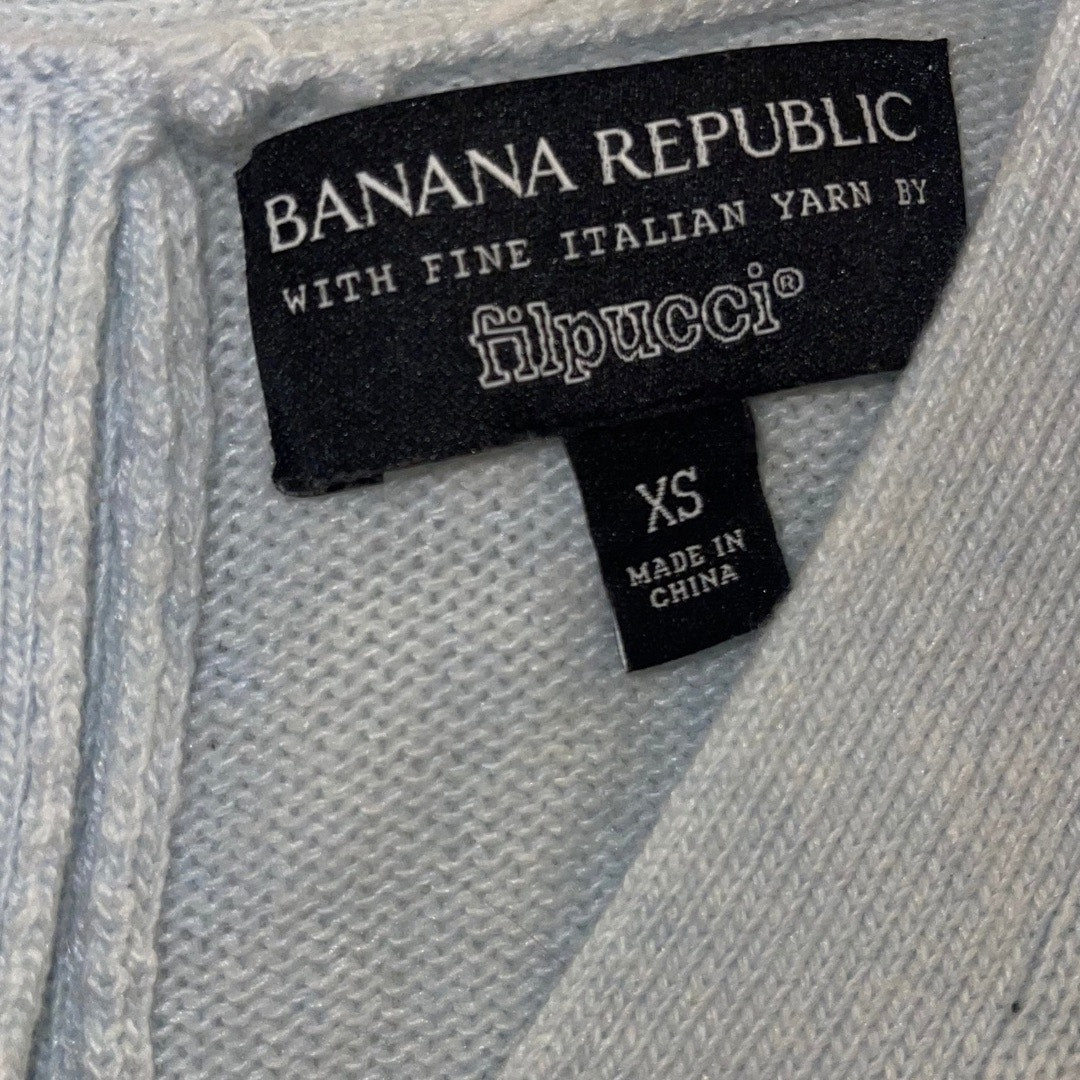 BANANA REPUBLIC
WITH FINE ITALIAN YARN BY
filpucci®
XS
MADE IN
CHINA